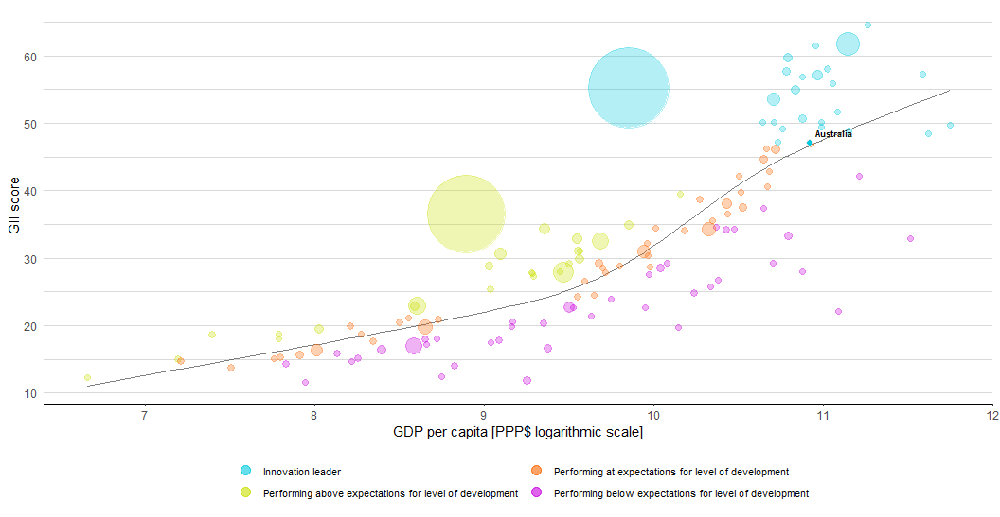 60
50
Australia
40
GII score
30
20
10
7 8 9 10 11 12
GDP per capita [PPP$ logarithmic scale]
Innovation leader
Performing at expectations for level of development
Performing above expectations for level of development
Performing below expectations for level of development